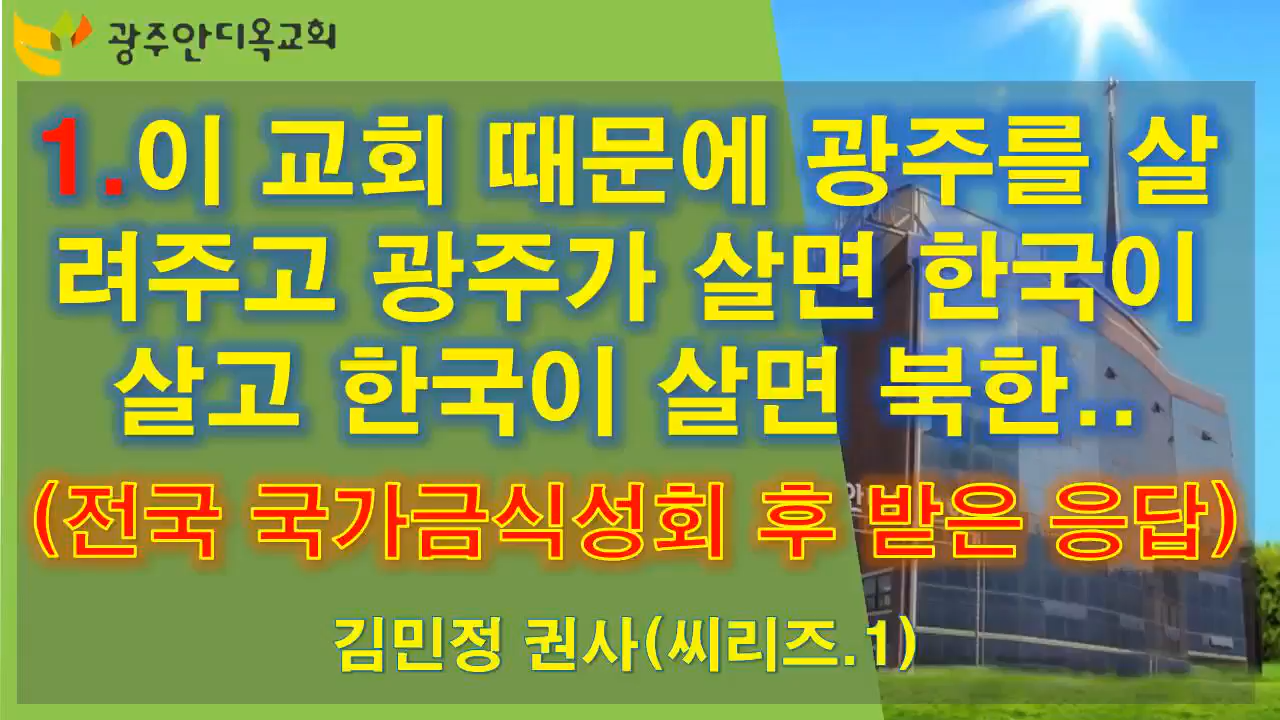 광주안디옥교회
1.이 교회 때문에 광주를 살
려주고 광주가 살면 한국이
살고 한국이 살면 북한..
(전국 국가금식성회 후 받은 응답)
안
김민정 권사(씨리즈.1)